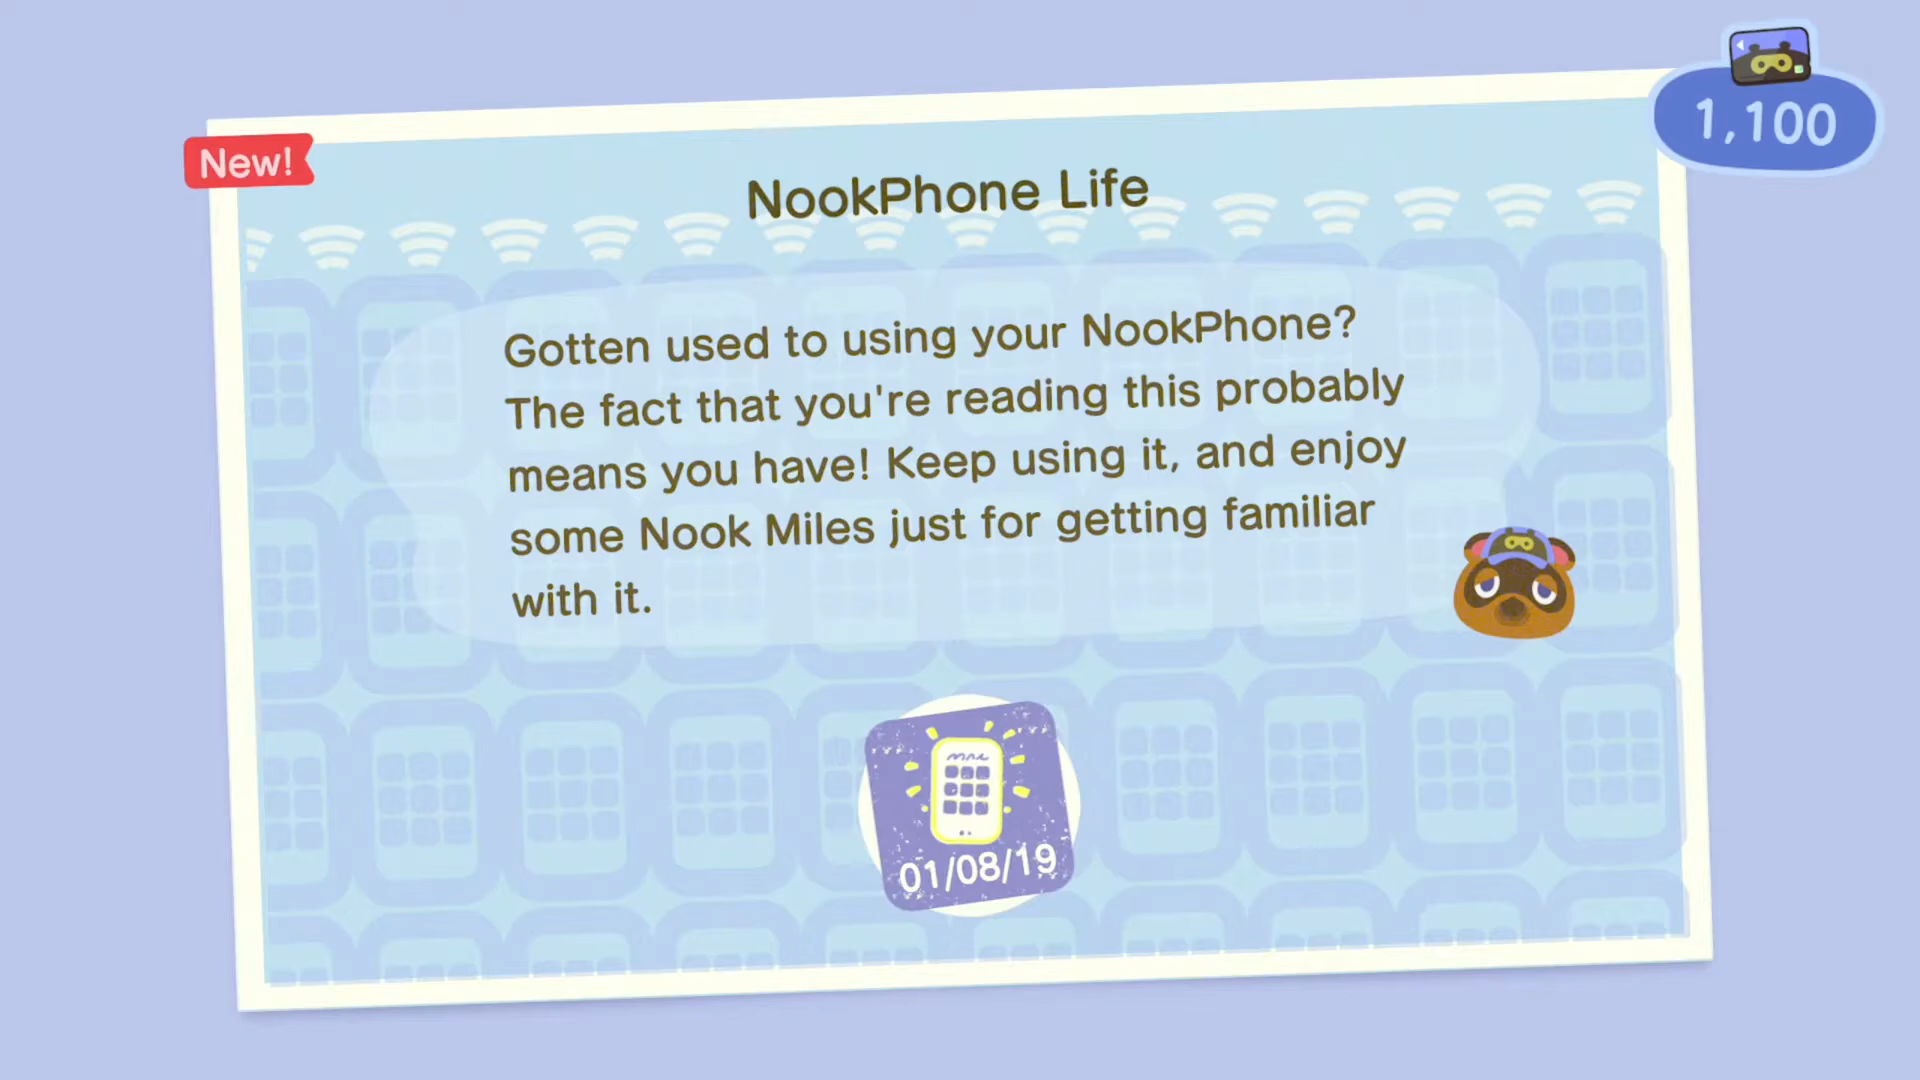 1,100
New!
NookPhone Life
Gotten used to using your NookPhone?
The fact that you're reading this probably
means you have! Keep using it, and enjoy
some Nook Miles just for getting familiar
with it.
01/08/19